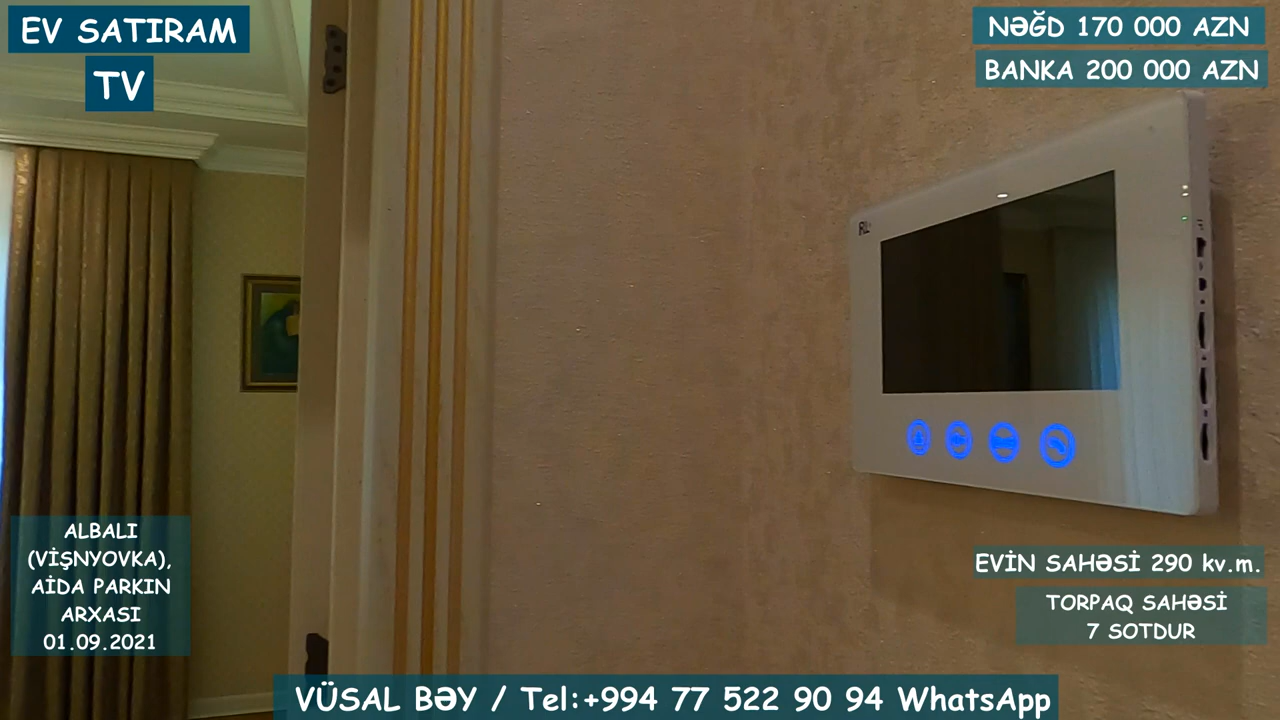 EV SATIRAM
TV
NƏĞD 170 000 AZN
BANKA 200 000 AZN
RL
ALBALI
(VİŞNYOVKA),
AİDA PARKIN
ARXASI
01.09.2021
EVİN SAHƏSİ 290 kv.m.
TORPAQ SAHƏSİ
7 SOTDUR
VÜSAL BƏY / Tel:+994 77 522 90 94 WhatsApp